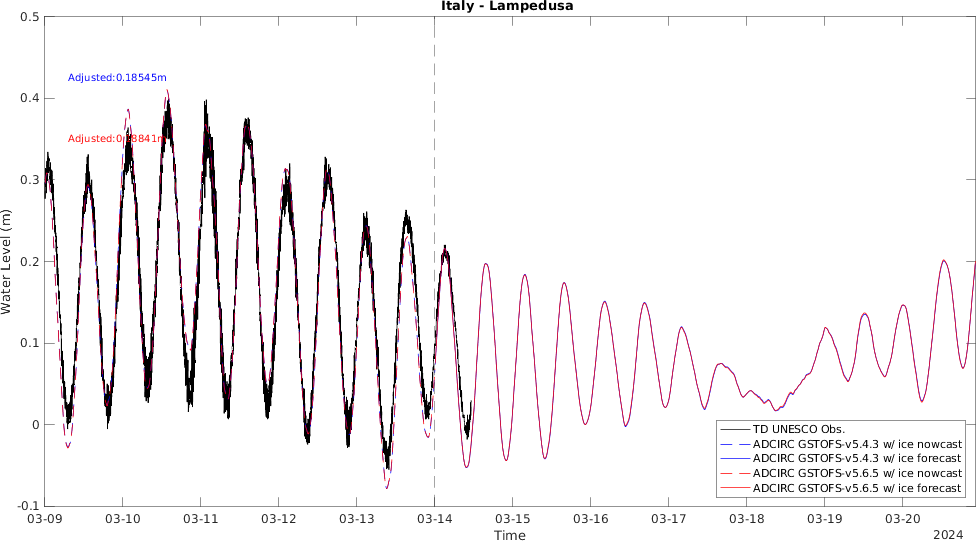 Italy - Lampedusa
0.5
0.4
0.3
0.2
0.1
0
-0.1
Water Level (m)
Adjusted:0.18545m
Adjusted:0.18841m
03-09 03-10 03-11 03-12 03-13 03-14 03-15 03-16 03-17 03-18 03-19 03-20
Time
2024
TD UNESCO Obs.
ADCIRC GSTOFS-v5.4.3 w/ ice nowcast
ADCIRC GSTOFS-v5.4.3 w/ ice forecast
ADCIRC GSTOFS-v5.6.5 w/ ice nowcast
ADCIRC GSTOFS-v5.6.5 w/ ice forecast